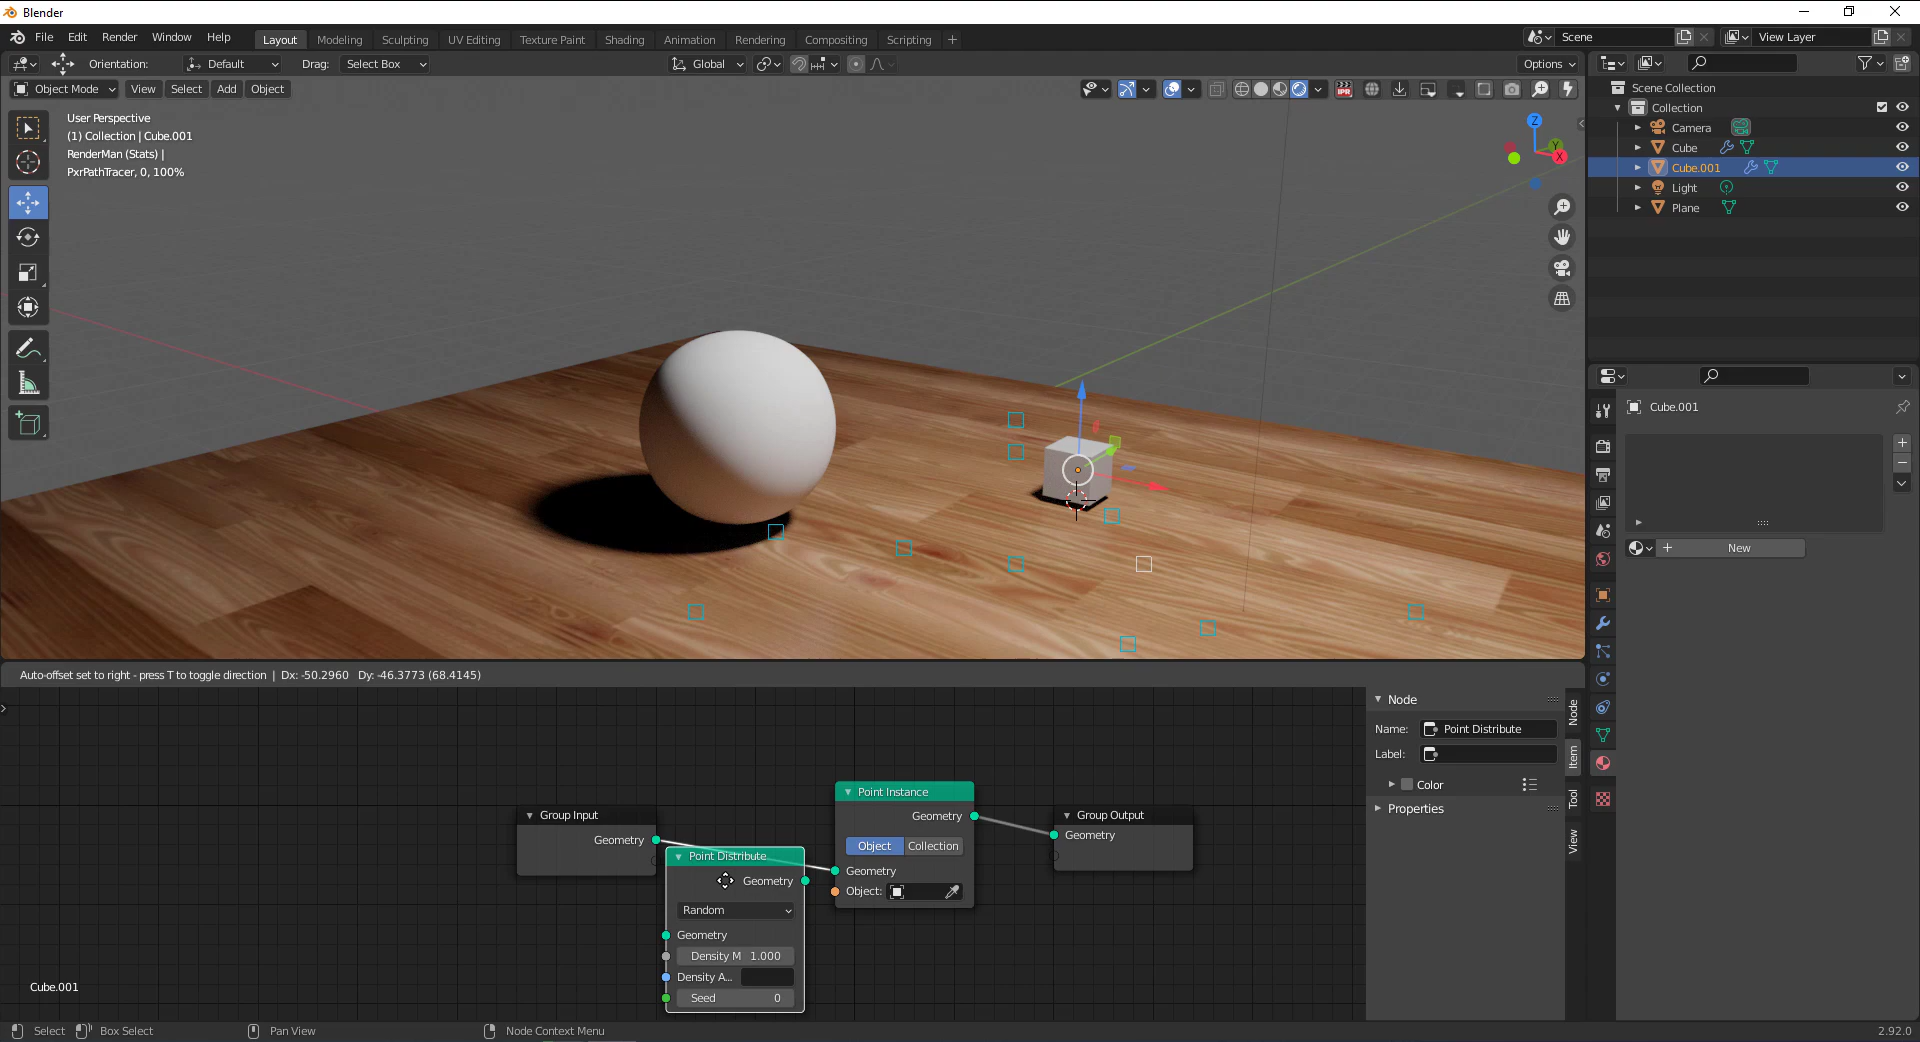 Blender
File Edit Render Window Help
Layout Modeling Sculpting UV Editing Texture Paint Shading Animation Rendering Compositing Scripting +
Scene
View Layer
Orientation: Default Drag: Select Box
Global
Options
Object Mode View Select Add Object
IPR
User Perspective
(1) Collection | Cube.001
RenderMan (Stats) |
PxrPathTracer, 0, 100%
Z
Y
X
Scene Collection
Collection
Camera
Cube
Cube.001
Light
Plane
Cube.001
New
Auto-offset set to right - press T to toggle direction | Dx: -50.2960 Dy: -46.3773 (68.4145)
Group Input
Geometry
Point Distribute
Geometry
Random
Geometry
Density M 1.000
Density A...
Seed 0
Point Instance
Geometry
Object Collection
Geometry
Object:
Group Output
Geometry
Node
Name: Point Distribute
Label:
Color
Properties
Node
Item
Tool
View
Cube.001
Select Box Select Pan View Node Context Menu
2.92.0